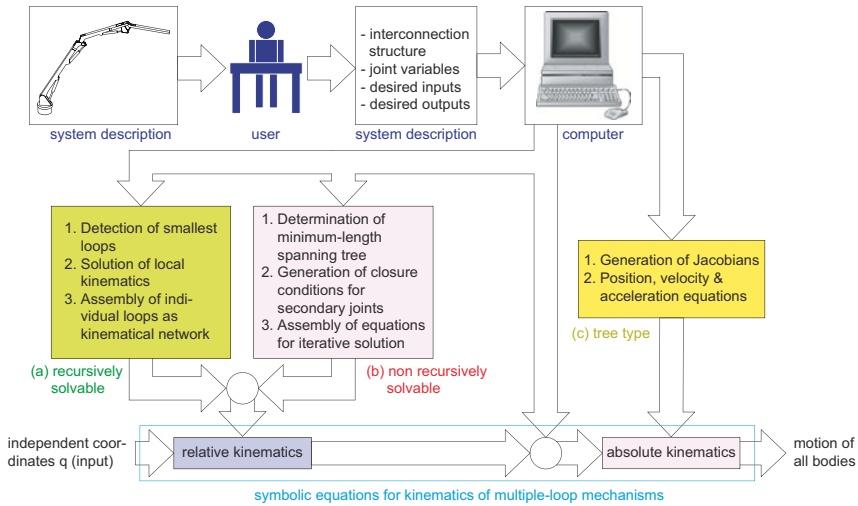 - interconnection
structure
- joint variables
- desired inputs
- desired outputs
system description
user
system description
computer
1. Detection of smallest
loops
2. Solution of local
kinematics
3. Assembly of indi-
vidual loops as
kinematical network
1. Determination of
minimum-length
spanning tree
2. Generation of closure
conditions for
secondary joints
3. Assembly of equations
for iterative solution
1. Generation of Jacobians
2. Position, velocity &
acceleration equations
(c) tree type
(a) recursively
solvable
(b) non recursively
solvable
independent coor-
dinates q (input)
relative kinematics
absolute kinematics
motion of
all bodies
symbolic equations for kinematics of multiple-loop mechanisms